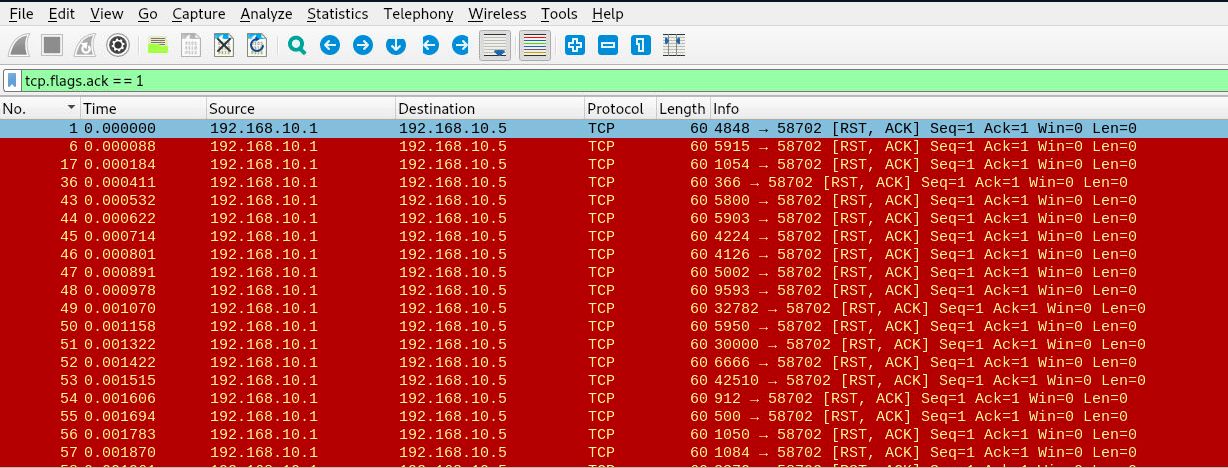 File Edit View Go Capture Analyze Statistics Telephony Wireless Tools Help
tcp.flags.ack == 1
No. Time Source Destination Protocol Length Info
1 0.000000 192.168.10.1 192.168.10.5 TCP 60 4848 → 58702 [RST, ACK] Seq=1 Ack=1 Win=0 Len=0
6 0.000088 192.168.10.1 192.168.10.5 TCP 60 5915 → 58702 [RST, ACK] Seq=1 Ack=1 Win=0 Len=0
17 0.000184 192.168.10.1 192.168.10.5 TCP 60 1054 → 58702 [RST, ACK] Seq=1 Ack=1 Win=0 Len=0
36 0.000411 192.168.10.1 192.168.10.5 TCP 60 366 → 58702 [RST, ACK] Seq=1 Ack=1 Win=0 Len=0
43 0.000532 192.168.10.1 192.168.10.5 TCP 60 5800 → 58702 [RST, ACK] Seq=1 Ack=1 Win=0 Len=0
44 0.000622 192.168.10.1 192.168.10.5 TCP 60 5903 → 58702 [RST, ACK] Seq=1 Ack=1 Win=0 Len=0
45 0.000714 192.168.10.1 192.168.10.5 TCP 60 4224 → 58702 [RST, ACK] Seq=1 Ack=1 Win=0 Len=0
46 0.000801 192.168.10.1 192.168.10.5 TCP 60 4126 → 58702 [RST, ACK] Seq=1 Ack=1 Win=0 Len=0
47 0.000891 192.168.10.1 192.168.10.5 TCP 60 5002 → 58702 [RST, ACK] Seq=1 Ack=1 Win=0 Len=0
48 0.000978 192.168.10.1 192.168.10.5 TCP 60 9593 → 58702 [RST, ACK] Seq=1 Ack=1 Win=0 Len=0
49 0.001070 192.168.10.1 192.168.10.5 TCP 60 32782 → 58702 [RST, ACK] Seq=1 Ack=1 Win=0 Len=0
50 0.001158 192.168.10.1 192.168.10.5 TCP 60 5950 → 58702 [RST, ACK] Seq=1 Ack=1 Win=0 Len=0
51 0.001322 192.168.10.1 192.168.10.5 TCP 60 30000 → 58702 [RST, ACK] Seq=1 Ack=1 Win=0 Len=0
52 0.001422 192.168.10.1 192.168.10.5 TCP 60 6666 → 58702 [RST, ACK] Seq=1 Ack=1 Win=0 Len=0
53 0.001515 192.168.10.1 192.168.10.5 TCP 60 42510 → 58702 [RST, ACK] Seq=1 Ack=1 Win=0 Len=0
54 0.001606 192.168.10.1 192.168.10.5 TCP 60 912 → 58702 [RST, ACK] Seq=1 Ack=1 Win=0 Len=0
55 0.001694 192.168.10.1 192.168.10.5 TCP 60 500 → 58702 [RST, ACK] Seq=1 Ack=1 Win=0 Len=0
56 0.001783 192.168.10.1 192.168.10.5 TCP 60 1050 → 58702 [RST, ACK] Seq=1 Ack=1 Win=0 Len=0
57 0.001870 192.168.10.1 192.168.10.5 TCP 60 1084 → 58702 [RST, ACK] Seq=1 Ack=1 Win=0 Len=0